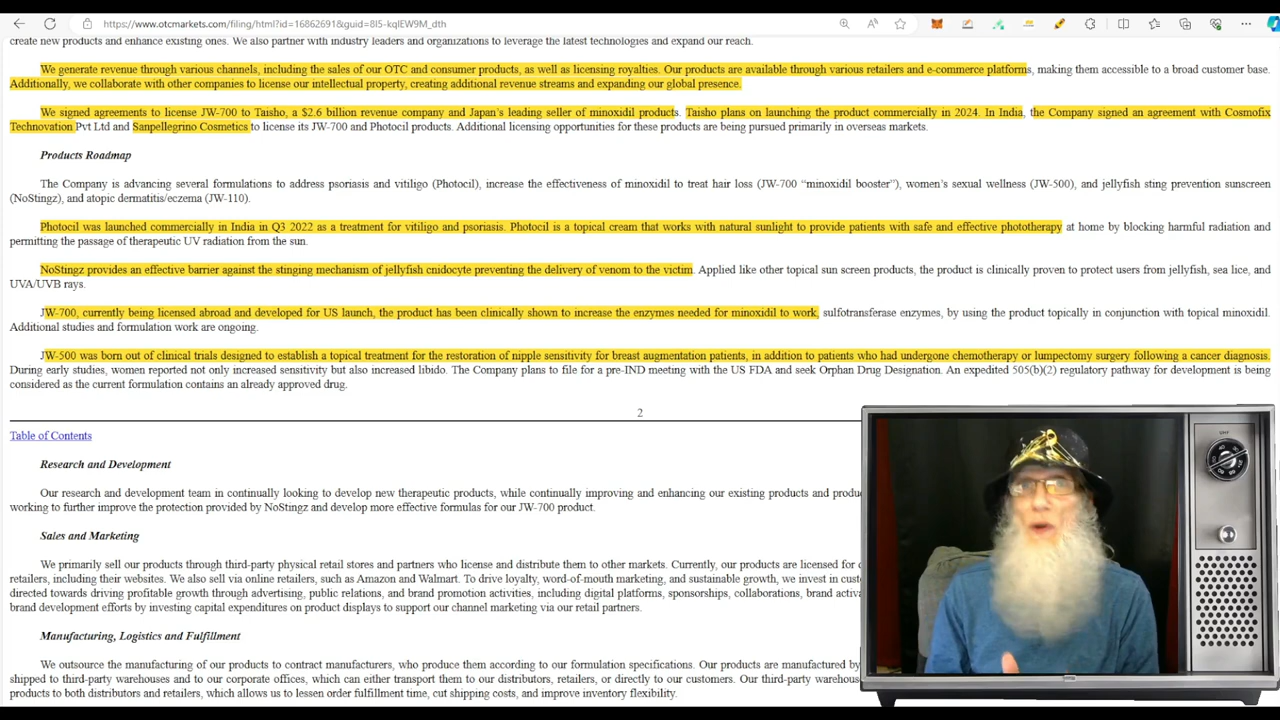 https://www.otcmarkets.com/filing/html?id=16862691&guid=8I5-kqIEW9M_dth
create new products and enhance existing ones. We also partner with industry leaders and organizations to leverage the latest technologies and expand our reach.
We generate revenue through various channels, including the sales of our OTC and consumer products, as well as licensing royalties. Our products are available through various retailers and e-commerce platforms, making them accessible to a broad customer base.
Additionally, we collaborate with other companies to license our intellectual property, creating additional revenue streams and expanding our global presence.
We signed agreements to license JW-700 to Taisho, a $2.6 billion revenue company and Japan's leading seller of minoxidil products. Taisho plans on launching the product commercially in 2024. In India, the Company signed an agreement with Cosmofix
Technovation Pvt Ltd and Sanpellegrino Cosmetics to license its JW-700 and Photocil products. Additional licensing opportunities for these products are being pursued primarily in overseas markets.
Products Roadmap
The Company is advancing several formulations to address psoriasis and vitiligo (Photocil), increase the effectiveness of minoxidil to treat hair loss (JW-700 “minoxidil booster”), women's sexual wellness (JW-500), and jellyfish sting prevention sunscreen
(NoStingz), and atopic dermatitis/eczema (JW-110).
Photocil was launched commercially in India in Q3 2022 as a treatment for vitiligo and psoriasis. Photocil is a topical cream that works with natural sunlight to provide patients with safe and effective phototherapy at home by blocking harmful radiation and
permitting the passage of therapeutic UV radiation from the sun.
NoStingz provides an effective barrier against the stinging mechanism of jellyfish cnidocyte preventing the delivery of venom to the victim. Applied like other topical sun screen products, the product is clinically proven to protect users from jellyfish, sea lice, and
UVA/UVB rays.
JW-700, currently being licensed abroad and developed for US launch, the product has been clinically shown to increase the enzymes needed for minoxidil to work, sulfotransferase enzymes, by using the product topically in conjunction with topical minoxidil.
Additional studies and formulation work are ongoing.
JW-500 was born out of clinical trials designed to establish a topical treatment for the restoration of nipple sensitivity for breast augmentation patients, in addition to patients who had undergone chemotherapy or lumpectomy surgery following a cancer diagnosis.
During early studies, women reported not only increased sensitivity but also increased libido. The Company plans to file for a pre-IND meeting with the US FDA and seek Orphan Drug Designation. An expedited 505(b)(2) regulatory pathway for development is being
considered as the current formulation contains an already approved drug.
2
Table of Contents
Research and Development
Our research and development team in continually looking to develop new therapeutic products, while continually improving and enhancing our existing products and
working to further improve the protection provided by NoStingz and develop more effective formulas for our JW-700 product.
Sales and Marketing
We primarily sell our products through third-party physical retail stores and partners who license and distribute them to other markets. Currently, our products are licensed for
retailers, including their websites. We also sell via online retailers, such as Amazon and Walmart. To drive loyalty, word-of-mouth marketing, and sustainable growth, we invest in
directed towards driving profitable growth through advertising, public relations, and brand promotion activities, including digital platforms, sponsorships, collaborations, brand
brand development efforts by investing capital expenditures on product displays to support our channel marketing via our retail partners.
Manufacturing, Logistics and Fulfillment
We outsource the manufacturing of our products to contract manufacturers, who produce them according to our formulation specifications. Our products are manufactured by
shipped to third-party warehouses and to our corporate offices, which can either transport them to our distributors, retailers, or directly to our customers. Our third-party
products to both distributors and retailers, which allows us to lessen order fulfillment time, cut shipping costs, and improve inventory flexibility.